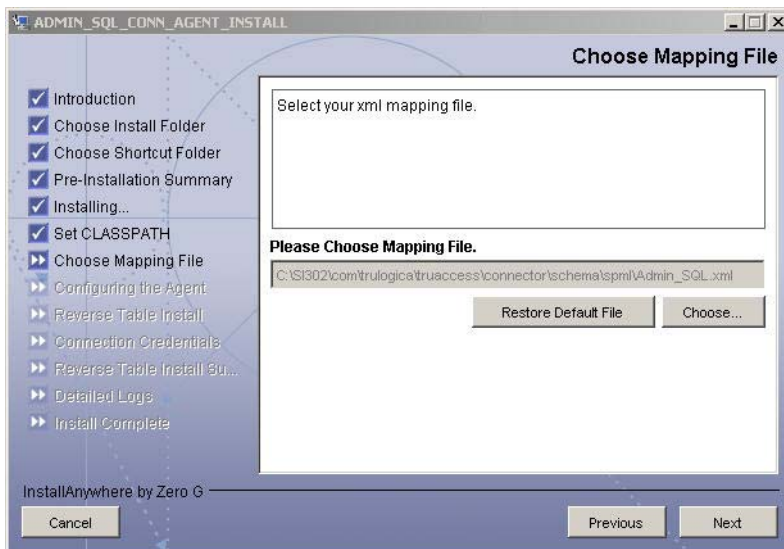 ADMIN_SQL_CONN_AGENT_INSTALL
Choose Mapping File
Introduction
Choose Install Folder
Choose Shortcut Folder
Pre-Installation Summary
Installing...
Set CLASSPATH
Choose Mapping File
Configuring the Agent
Reverse Table Install
Connection Credentials
Reverse Table Install Su...
Detailed Logs
Install Complete
Select your xml mapping file.
Please Choose Mapping File.
C:\SI302\com\trulogica\truaccess\connector\schema\spml\Admin_SQL.xml
Restore Default File
Choose...
InstallAnywhere by Zero G
Cancel
Previous
Next